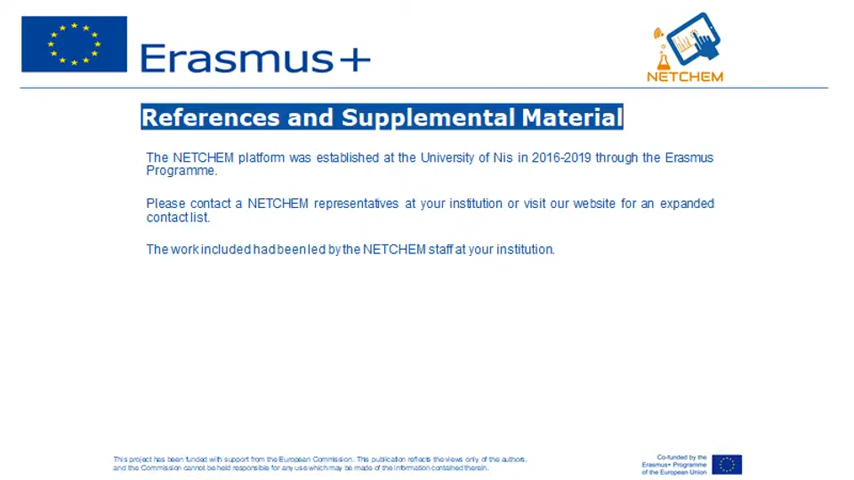 Erasmus+
NETCHEM
References and Supplemental Material
The NETCHEM platform was established at the University of Nis in 2016-2019 through the Erasmus
Programme.
Please contact a NETCHEM representatives at your institution or visit our website for an expanded
contact list.
The work included had been led by the NETCHEM staff at your institution.
This project has been funded with support from the European Commission. This publication reflects the views only of the authors,
and the Commission cannot be held responsible for any use which may be made of the information contained therein.
Co-funded by the
Erasmus+ Programme
of the European Union